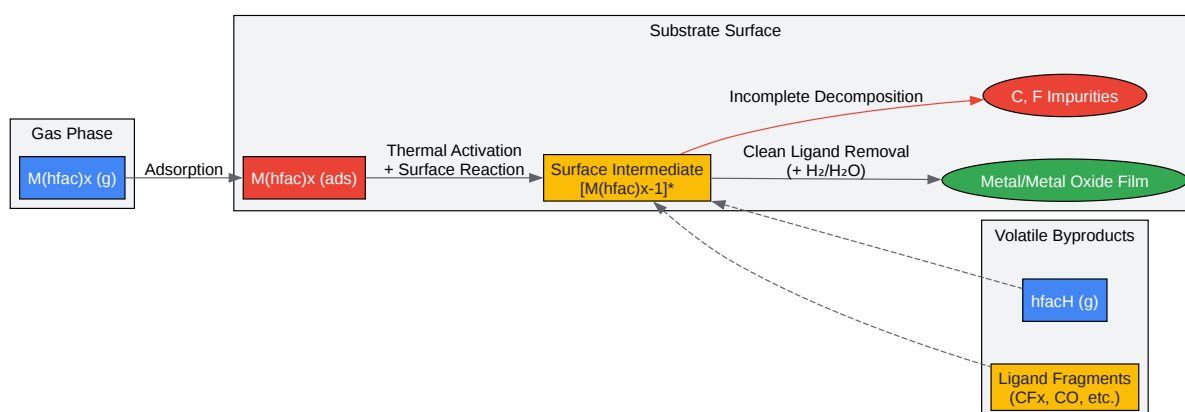 Substrate Surface
Gas Phase
M(hfac)x (g)
Adsorption
M(hfac)x (ads)
Thermal Activation
+ Surface Reaction
Surface Intermediate
[M(hfac)x-1]*
Incomplete Decomposition
C, F Impurities
Clean Ligand Removal
(+ H₂/H₂O)
Metal/Metal Oxide Film
Volatile Byproducts
hfacH (g)
Ligand Fragments
(CFx, CO, etc.)